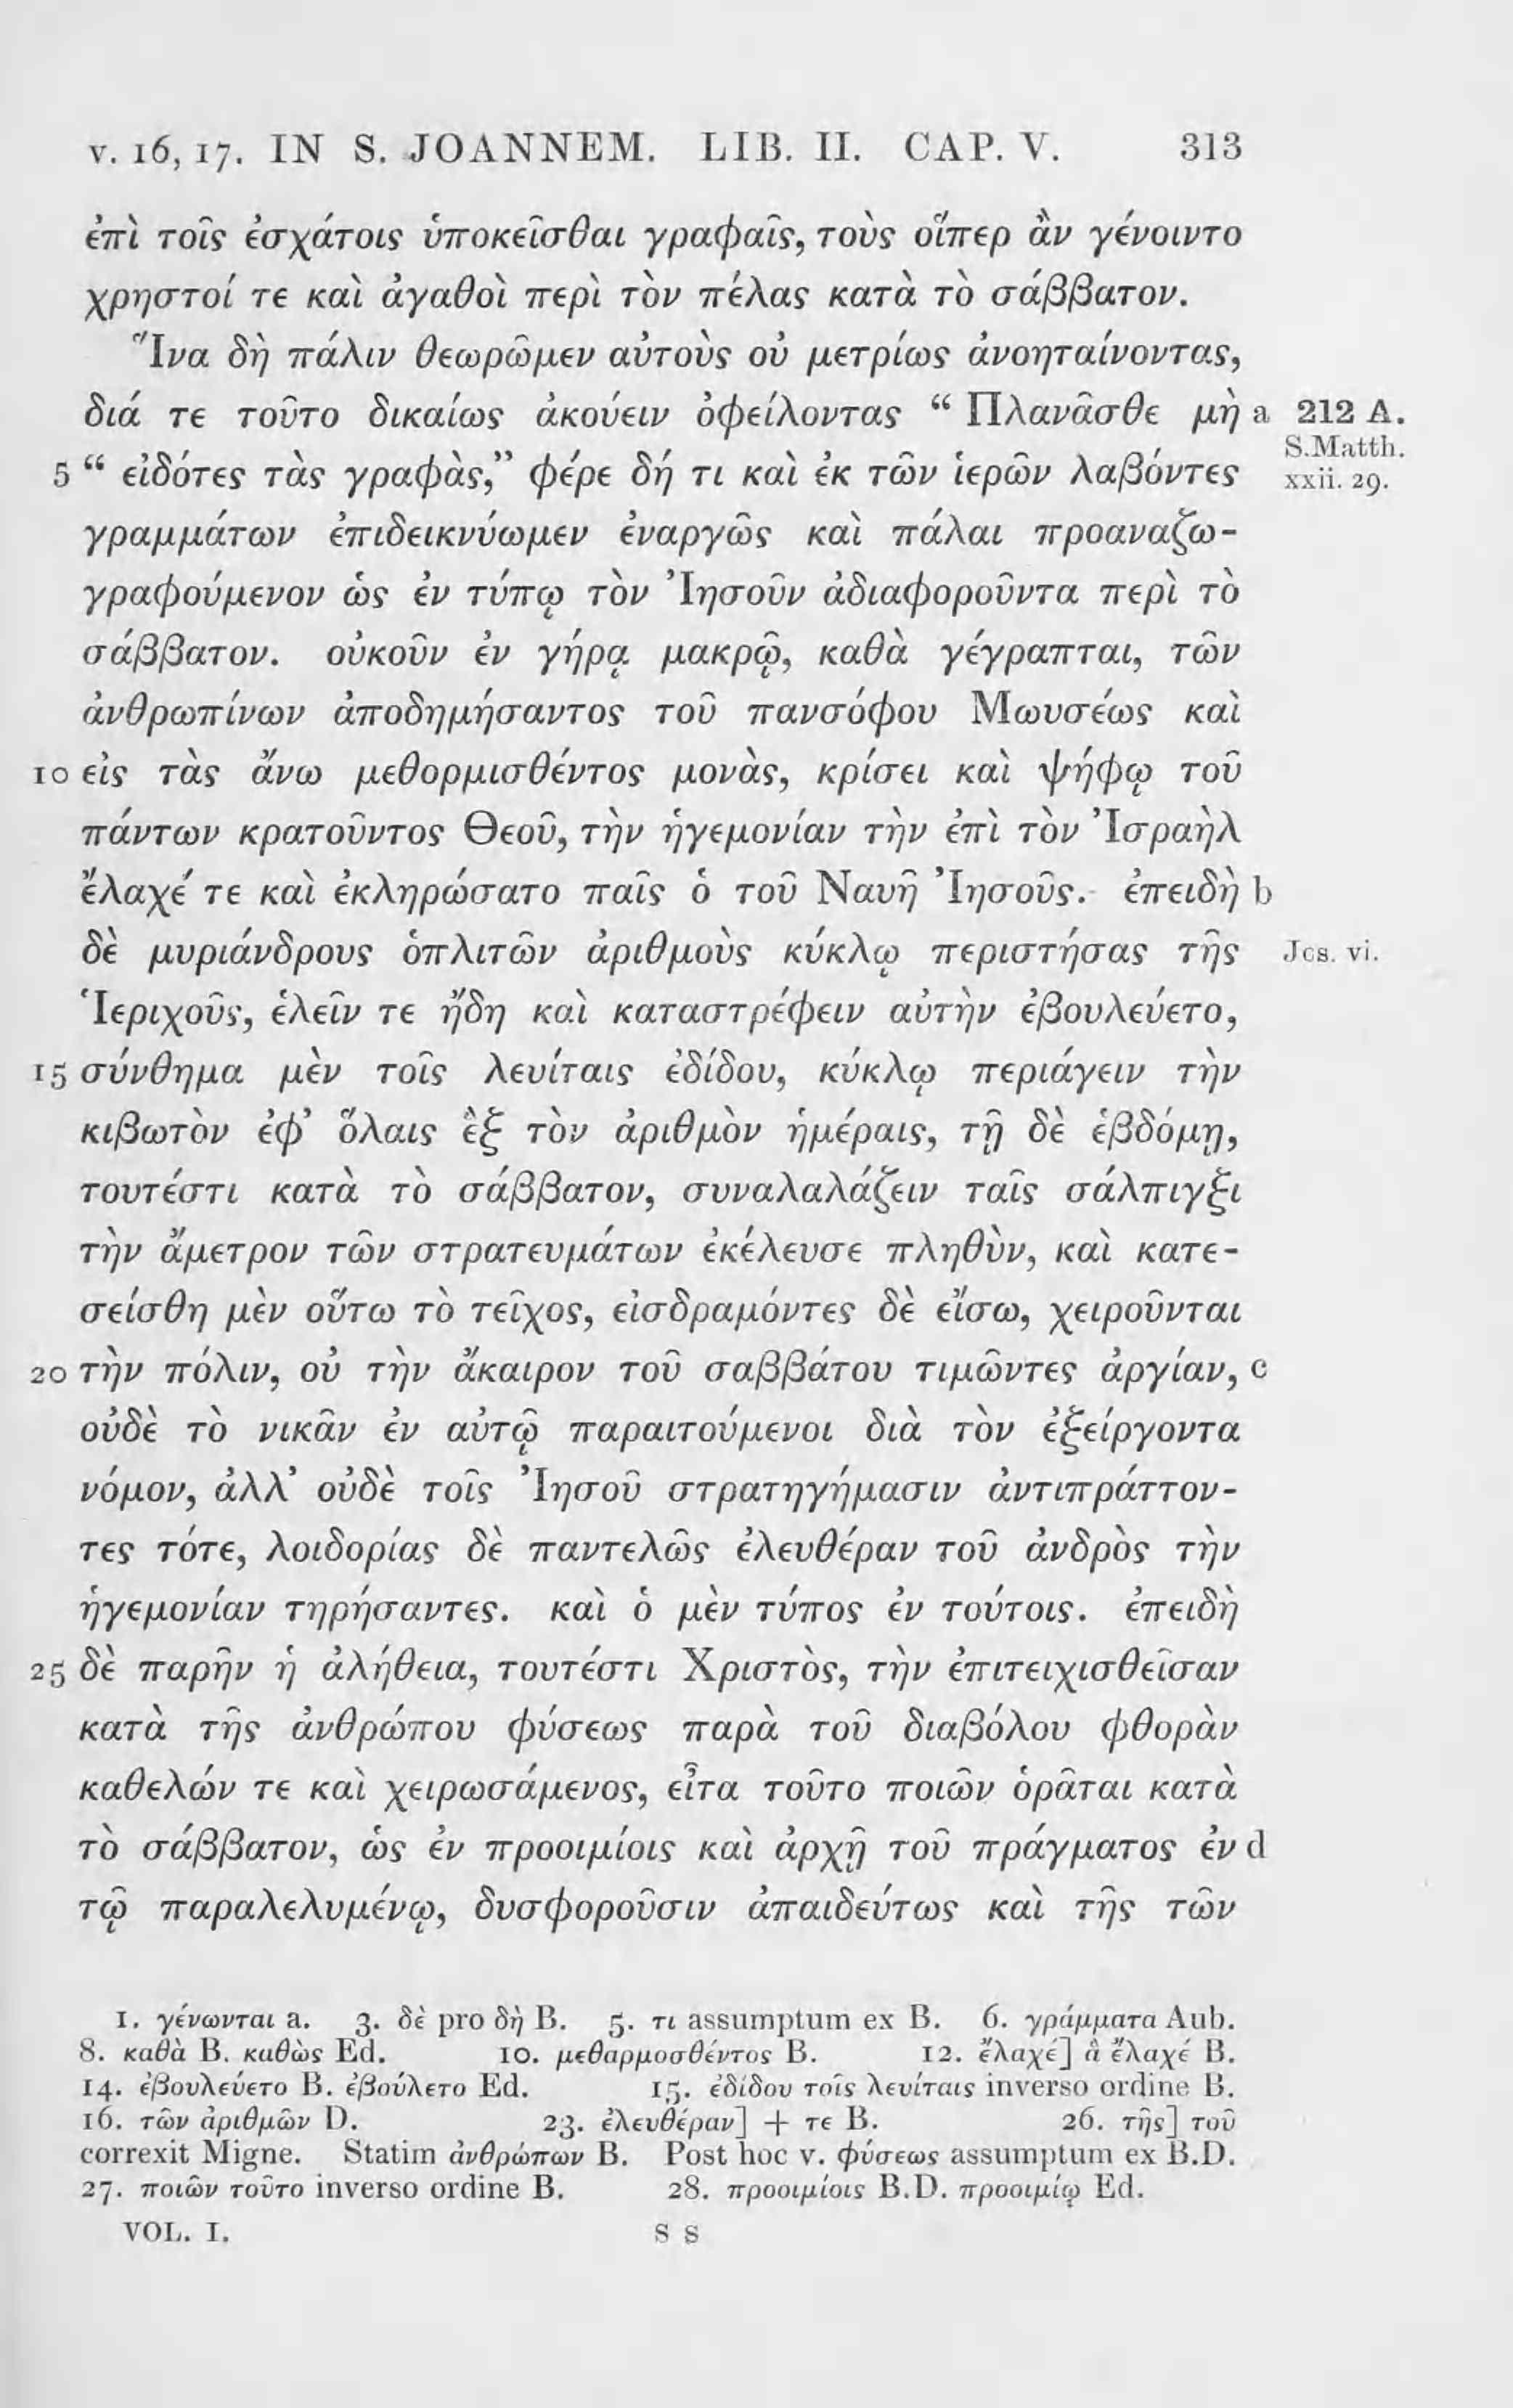 v. 16, 17. IN S. JOANNEM. LIB. II. CAP. V. 313
ἐπὶ τοῖς ἐσχάτοις ὑποκεῖσθαι γραφαῖς, τοὺς οἵπερ ἂν γένοιντο
χρηστοί τε καὶ ἀγαθοὶ περὶ τὸν πέλας κατὰ τὸ σάββατον.
Ἵνα δὴ πάλιν θεωρῶμεν αὐτοὺς οὐ μετρίως ἀνοηταίνοντας,
διά τε τοῦτο δικαίως ἀκούειν ὀφείλοντας “ Πλανᾶσθε μὴ a 212 A.
S.Matth.
5 “ εἰδότες τὰς γραφὰς,” φέρε δή τι καὶ ἐκ τῶν ἱερῶν λαβόντες xxii. 29.
γραμμάτων ἐπιδεικνύωμεν ἐναργῶς καὶ πάλαι προαναζω-
γραφούμενον ὡς ἐν τύπῳ τὸν Ἰησοῦν ἀδιαφοροῦντα περὶ τὸ
σάββατον. οὐκοῦν ἐν γήρᾳ μακρῷ, καθὰ γέγραπται, τῶν
ἀνθρωπίνων ἀποδημήσαντος τοῦ πανσόφου Μωυσέως καὶ
10 εἰς τὰς ἄνω μεθορμισθέντος μονὰς, κρίσει καὶ ψήφῳ τοῦ
πάντων κρατοῦντος Θεοῦ, τὴν ἡγεμονίαν τὴν ἐπὶ τὸν Ἰσραὴλ
ἔλαχέ τε καὶ ἐκληρώσατο παῖς ὁ τοῦ Ναυῆ Ἰησοῦς. ἐπειδὴ b
δὲ μυριάνδρους ὁπλιτῶν ἀριθμοὺς κύκλῳ περιστήσας τῆς Jos. vi.
Ἱεριχοῦς, ἑλεῖν τε ἤδη καὶ καταστρέφειν αὐτὴν ἐβουλεύετο,
15 σύνθημα μὲν τοῖς λευίταις ἐδίδου, κύκλῳ περιάγειν τὴν
κιβωτὸν ἐφ’ ὅλαις ἓξ τὸν ἀριθμὸν ἡμέραις, τῇ δὲ ἑβδόμῃ,
τουτέστι κατὰ τὸ σάββατον, συναλαλάζειν ταῖς σάλπιγξι
τὴν ἄμετρον τῶν στρατευμάτων ἐκέλευσε πληθὺν, καὶ κατε-
σείσθη μὲν οὕτω τὸ τεῖχος, εἰσδραμόντες δὲ εἴσω, χειροῦνται
20 τὴν πόλιν, οὐ τὴν ἄκαιρον τοῦ σαββάτου τιμῶντες ἀργίαν, c
οὐδὲ τὸ νικᾶν ἐν αὐτῷ παραιτούμενοι διὰ τὸν ἐξείργοντα
νόμον, ἀλλ’ οὐδὲ τοῖς Ἰησοῦ στρατηγήμασιν ἀντιπράττον-
τες τότε, λοιδορίας δὲ παντελῶς ἐλευθέραν τοῦ ἀνδρὸς τὴν
ἡγεμονίαν τηρήσαντες. καὶ ὁ μὲν τύπος ἐν τούτοις. ἐπειδὴ
25 δὲ παρῆν ἡ ἀλήθεια, τουτέστι Χριστὸς, τὴν ἐπιτειχισθεῖσαν
κατὰ τῆς ἀνθρώπου φύσεως παρὰ τοῦ διαβόλου φθορὰν
καθελών τε καὶ χειρωσάμενος, εἶτα τοῦτο ποιῶν ὁρᾶται κατὰ
τὸ σάββατον, ὡς ἐν προοιμίοις καὶ ἀρχῇ τοῦ πράγματος ἐν d
τῷ παραλελυμένῳ, δυσφοροῦσιν ἀπαιδεύτως καὶ τῆς τῶν
1. γένωνται a. 3. δὲ pro δὴ B. 5. τι assumptum ex B. 6. γράμματα Aub.
8. καθὰ B. καθὼς Ed. 10. μεθαρμοσθέντος B. 12. ἔλαχέ] ἃ ἔλαχέ B.
14. ἐβουλεύετο B. ἐβούλετο Ed. 15. ἐδίδου τοῖς λευίταις inverso ordine B.
16. τῶν ἀριθμῶν D. 23. ἐλευθέραν] + τε B. 26. τῆς] τοῦ
correxit Migne. Statim ἀνθρώπων B. Post hoc v. φύσεως assumptum ex B.D.
27. ποιῶν τοῦτο inverso ordine B. 28. προοιμίοις B.D. προοιμίῳ Ed.
VOL. I. S S